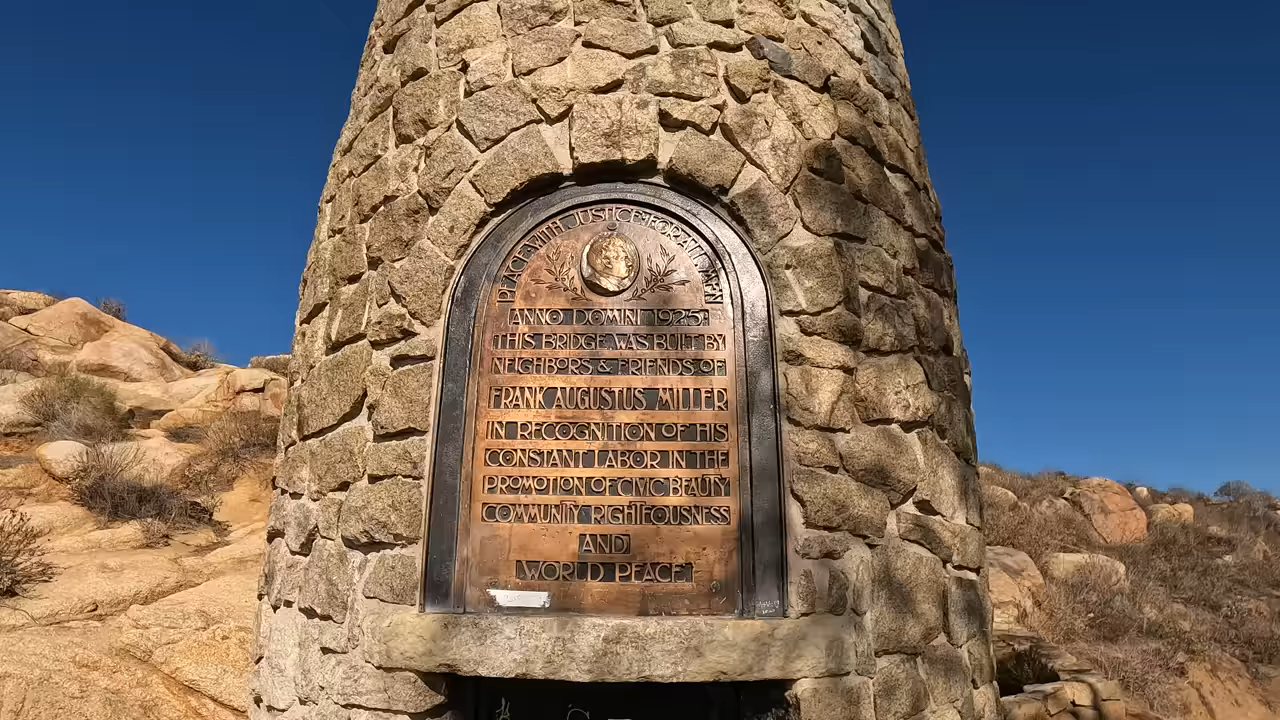 PEACE·WITH JUSTICE·FOR·ALL·MEN
ANNO DOMINI 1925:
THIS BRIDGE WAS BUILT BY
NEIGHBORS & FRIENDS OF
FRANK AUGUSTUS MILLER
IN RECOGNITION OF HIS
CONSTANT LABOR IN THE
PROMOTION OF CIVIC BEAUTY
COMMUNITY RIGHTEOUSNESS
AND
WORLD PEACE